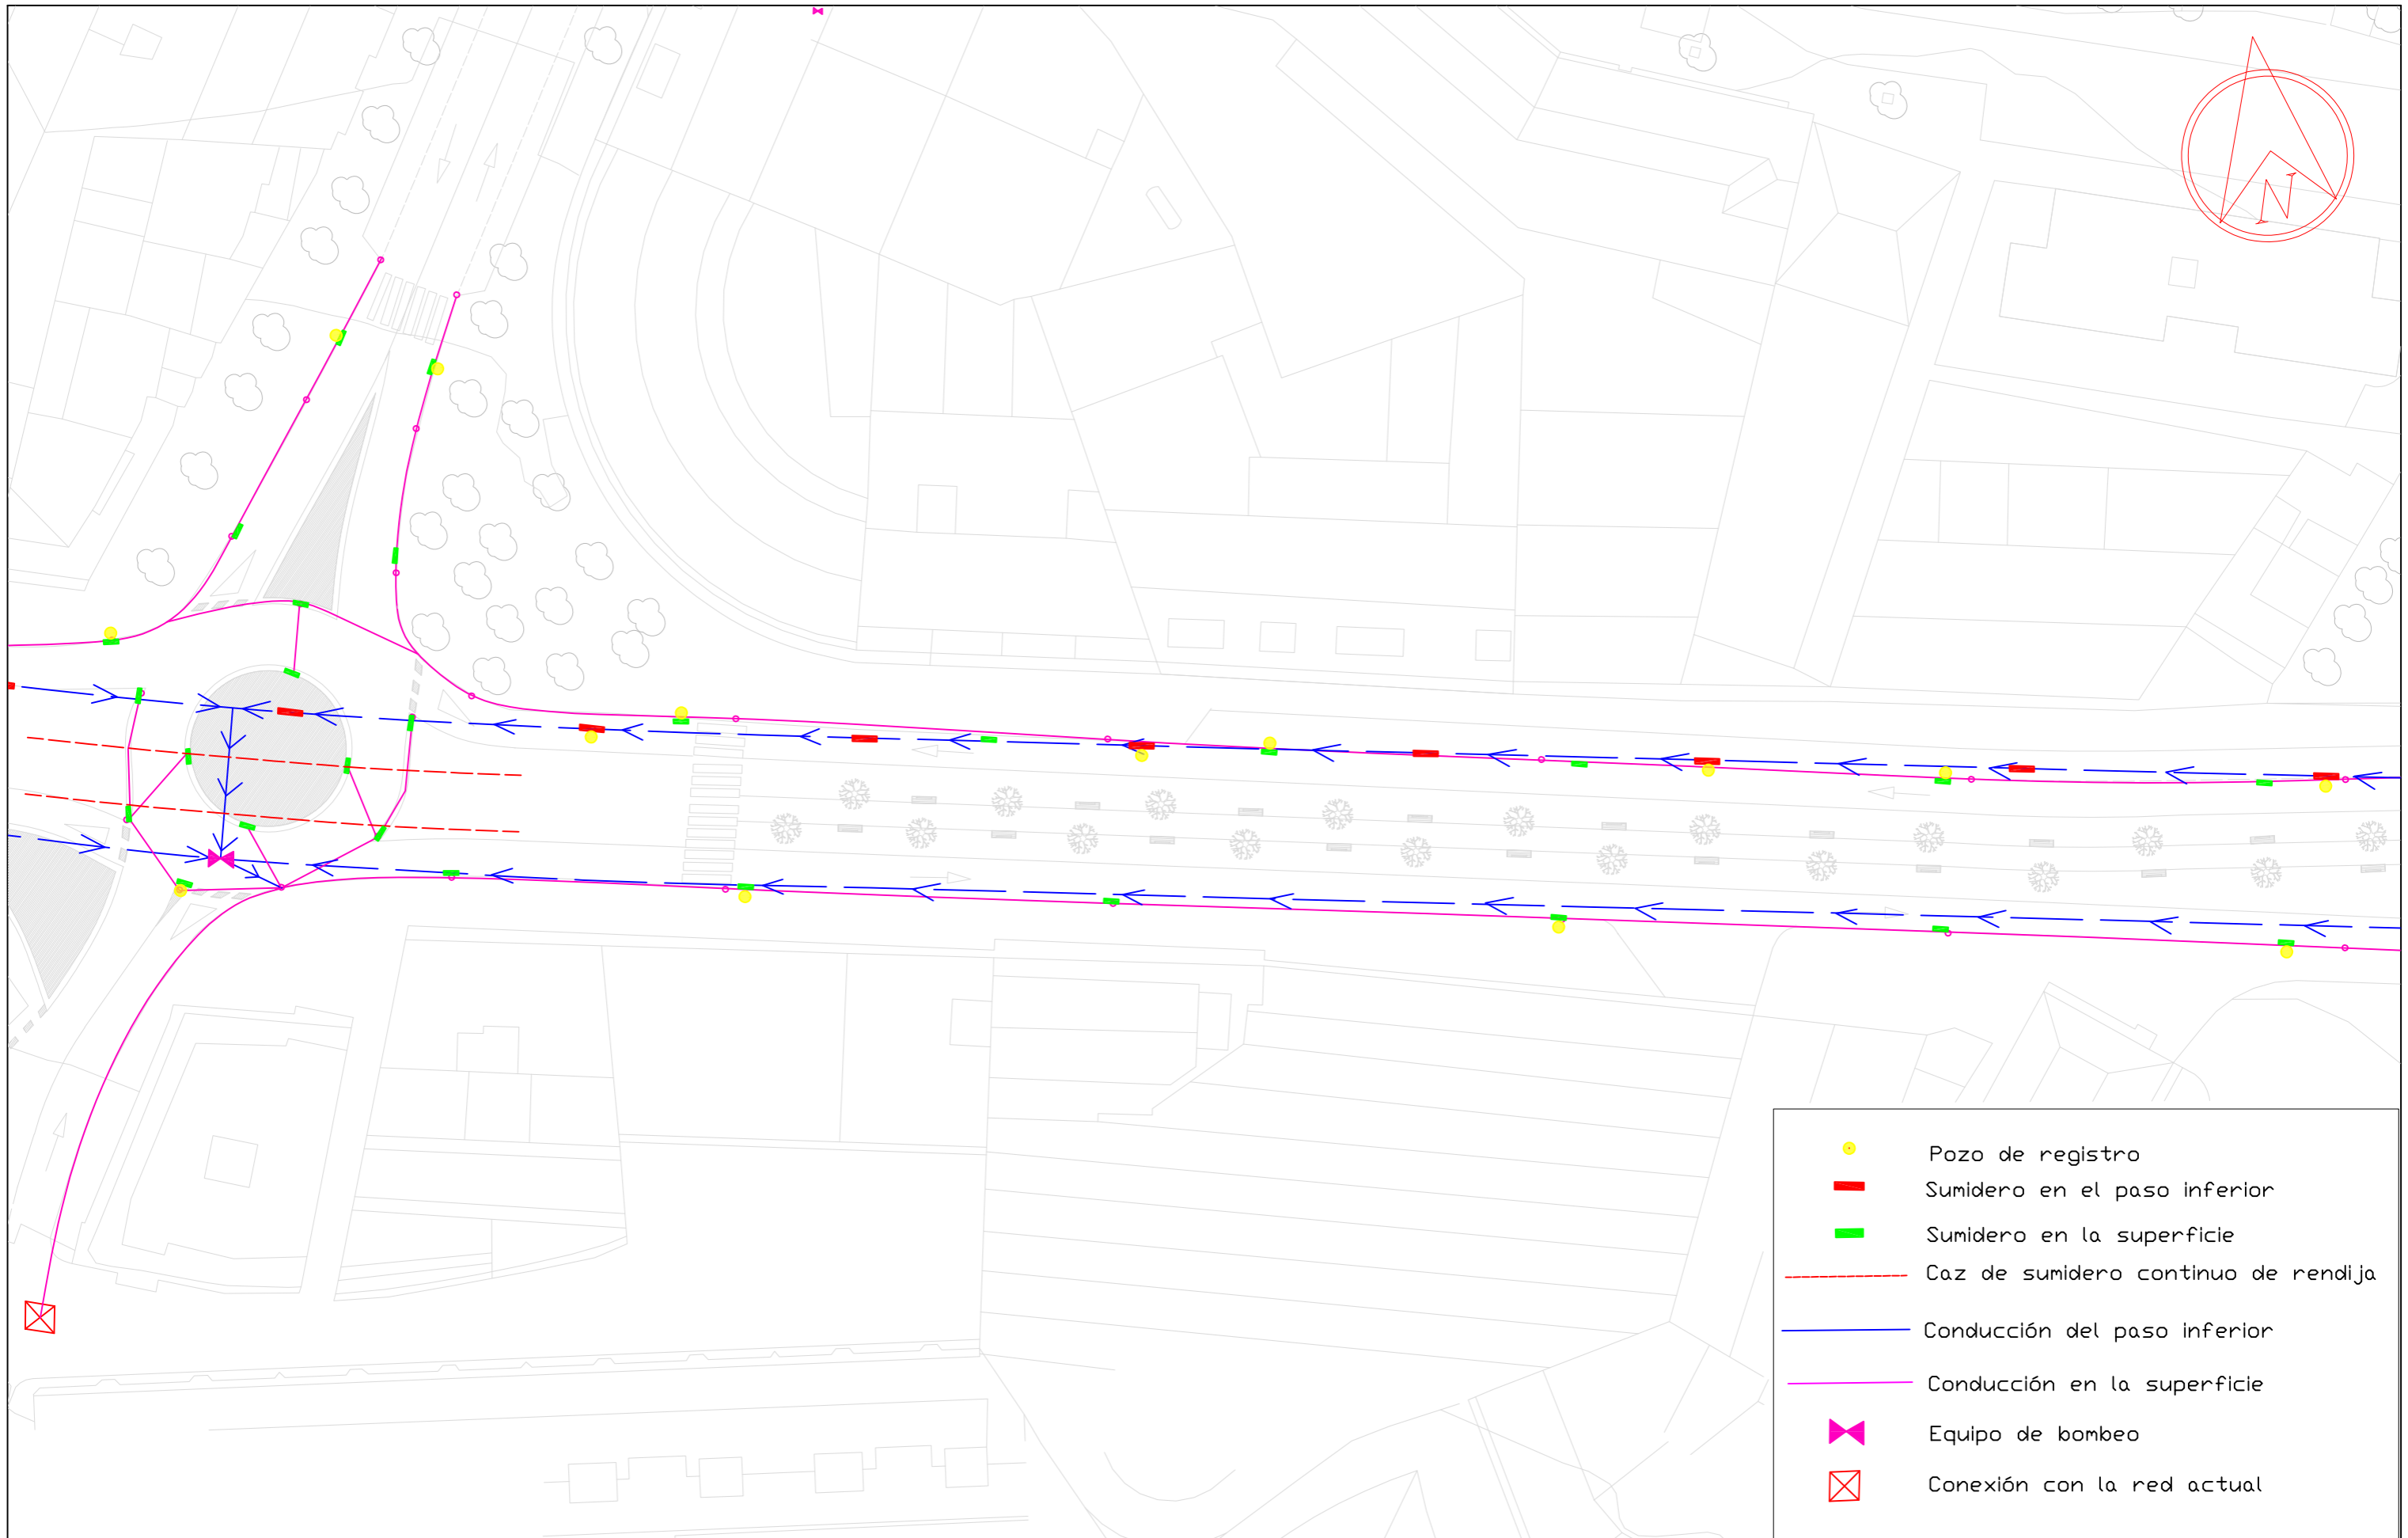 N
Pozo de registro
Sumidero en el paso inferior
Sumidero en la superficie
Caz de sumidero continuo de rendija
Conducción del paso inferior
Conducción en la superficie
Equipo de bombeo
Conexión con la red actual